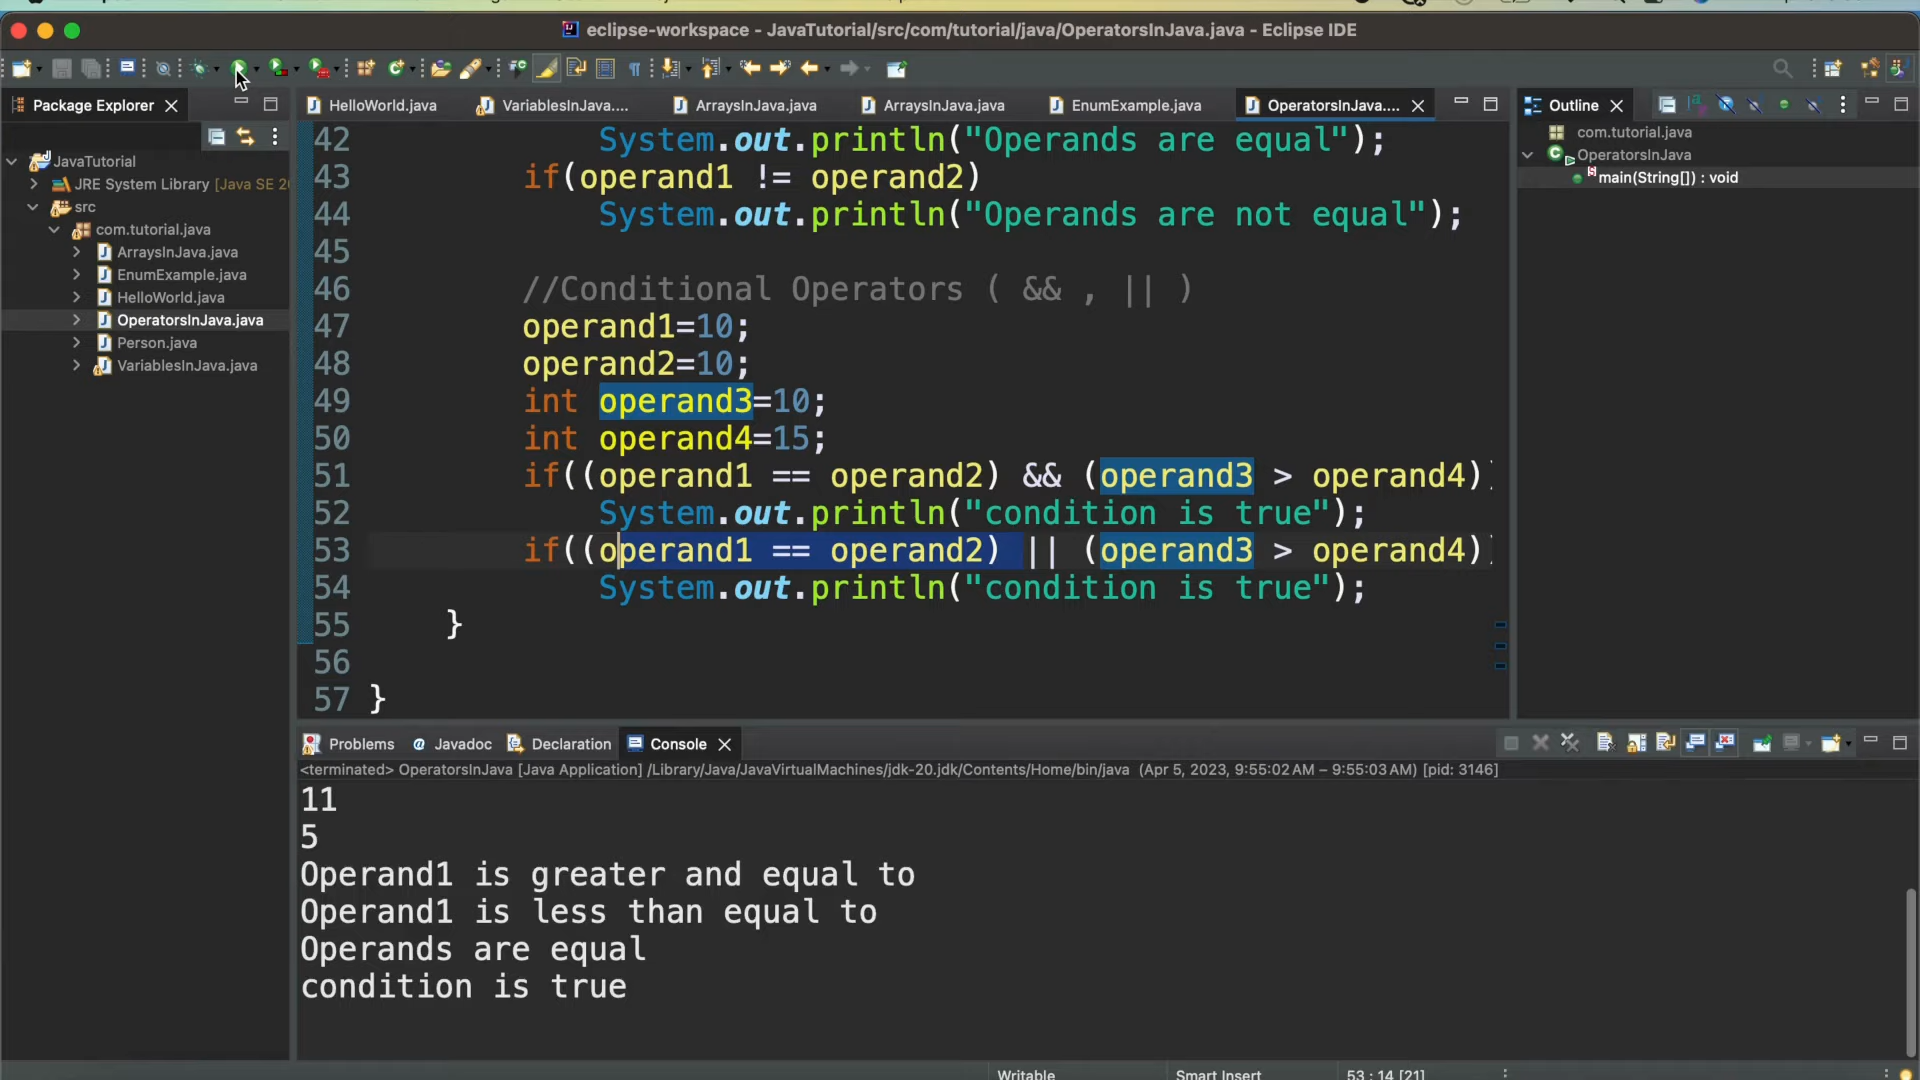 eclipse-workspace - JavaTutorial/src/com/tutorial/java/OperatorsInJava.java - Eclipse IDE
Package Explorer
HelloWorld.java
VariablesInJava....
ArraysInJava.java
ArraysInJava.java
EnumExample.java
OperatorsInJava....
Outline
JavaTutorial
JRE System Library [Java SE 20
src
com.tutorial.java
ArraysInJava.java
EnumExample.java
HelloWorld.java
OperatorsInJava.java
Person.java
VariablesInJava.java
42 System.out.println("Operands are equal");
43 if(operand1 != operand2)
44 System.out.println("Operands are not equal");
45
46 //Conditional Operators ( && , || )
47 operand1=10;
48 operand2=10;
49 int operand3=10;
50 int operand4=15;
51 if((operand1 == operand2) && (operand3 > operand4))
52 System.out.println("condition is true");
53 if((operand1 == operand2) || (operand3 > operand4))
54 System.out.println("condition is true");
55 }
56
57 }
com.tutorial.java
OperatorsInJava
main(String[]) : void
Problems
Javadoc
Declaration
Console
<terminated> OperatorsInJava [Java Application] /Library/Java/JavaVirtualMachines/jdk-20.jdk/Contents/Home/bin/java (Apr 5, 2023, 9:55:02 AM – 9:55:03 AM) [pid: 3146]
11
5
Operand1 is greater and equal to
Operand1 is less than equal to
Operands are equal
condition is true
Writable
Smart Insert
53 : 14 [21]